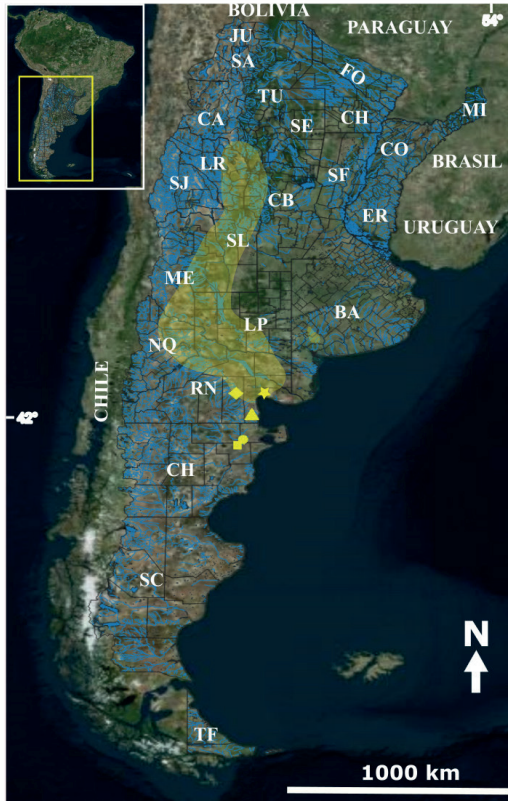 BOLIVIA
54°
PARAGUAY
JU
SA
FO
TU
MI
CA
SE
CH
CO
LR
SF
BRASIL
SJ
CB
ER
URUGUAY
SL
ME
BA
LP
NQ
CHILE
RN
42°
CH
SC
N
TF
1000 km